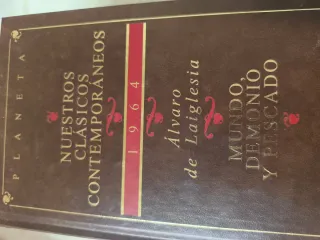 PLANETA
NUESTROS
CLÁSICOS
CONTEMPORÁNEOS
1964
Álvaro
de Laiglesia
MUNDO,
DEMONIO
Y PESCADO